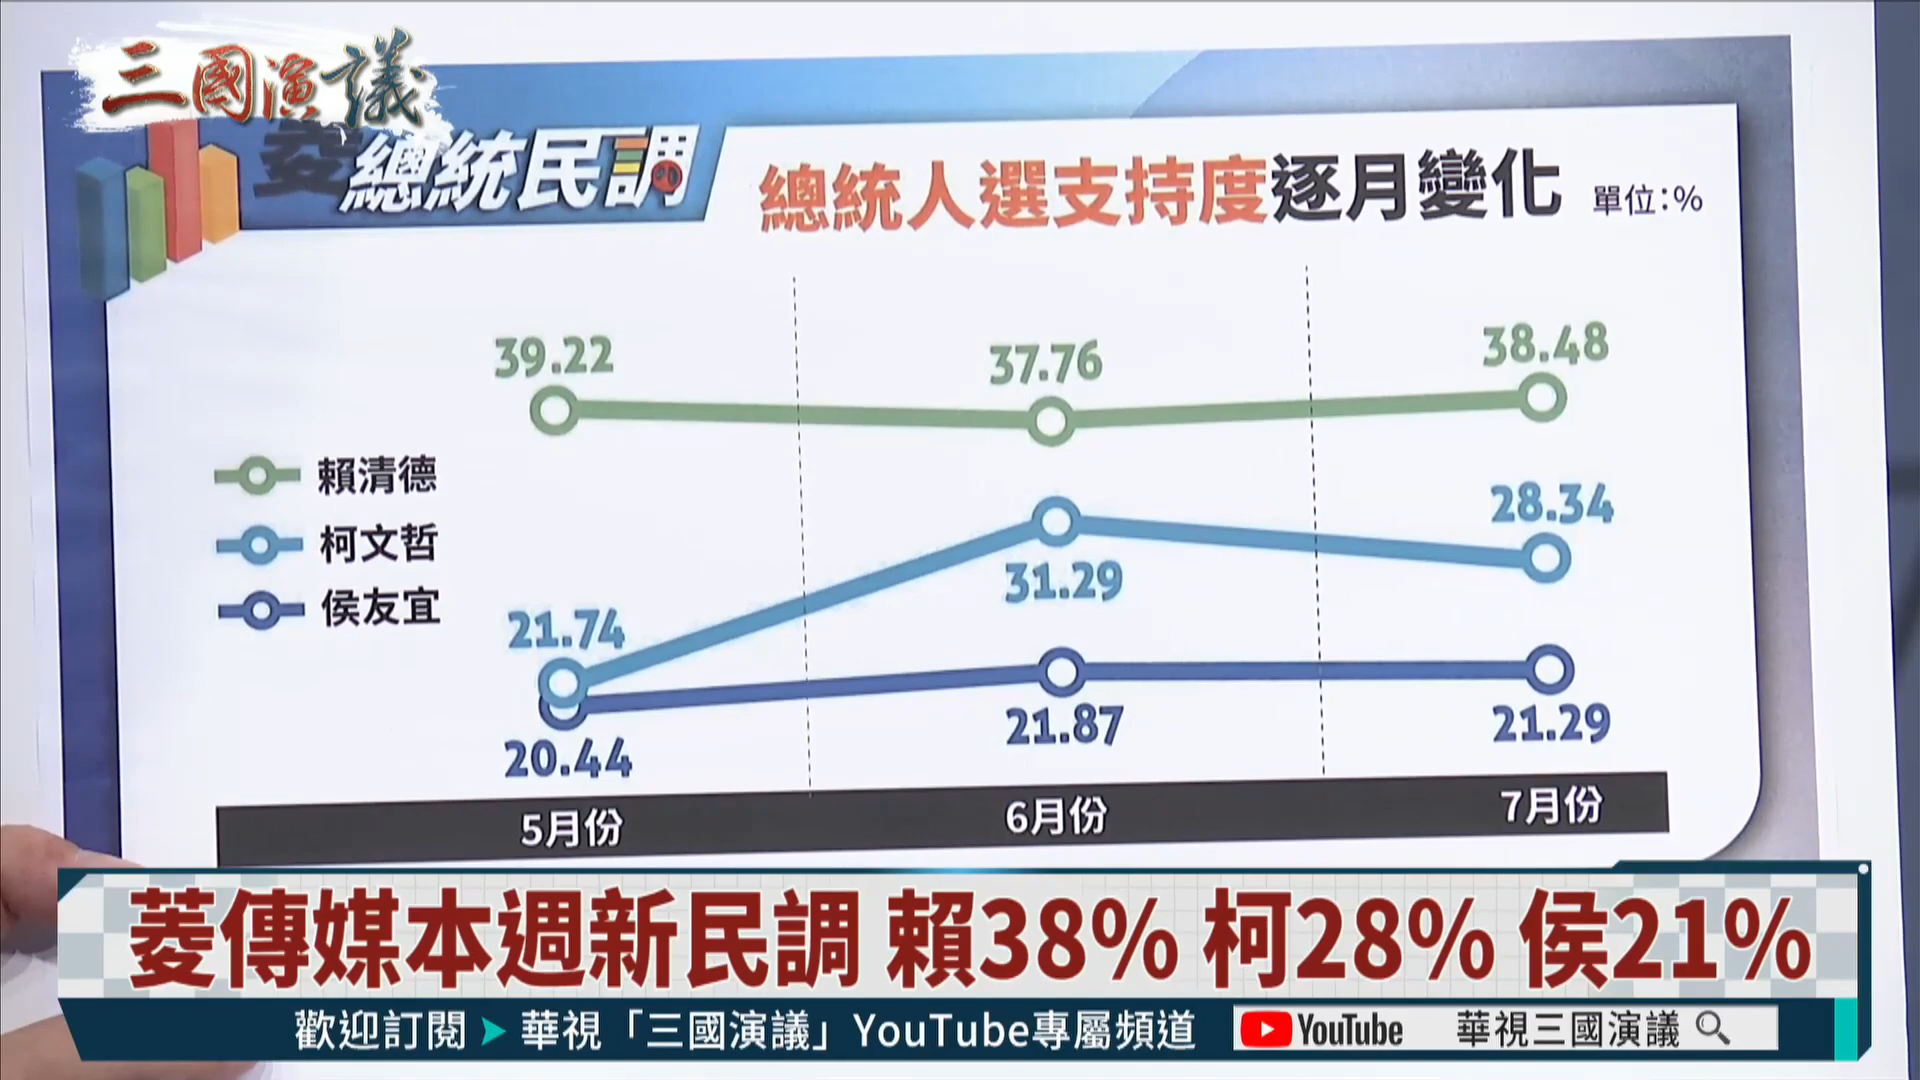 三國演議
菱總統民調
總統人選支持度逐月變化 單位:%
39.22
37.76
38.48
賴清德
柯文哲
侯友宜
21.74
31.29
28.34
20.44
21.87
21.29
5月份
6月份
7月份
菱傳媒本週新民調 賴38% 柯28% 侯21%
歡迎訂閱 華視「三國演議」YouTube專屬頻道 YouTube 華視三國演議